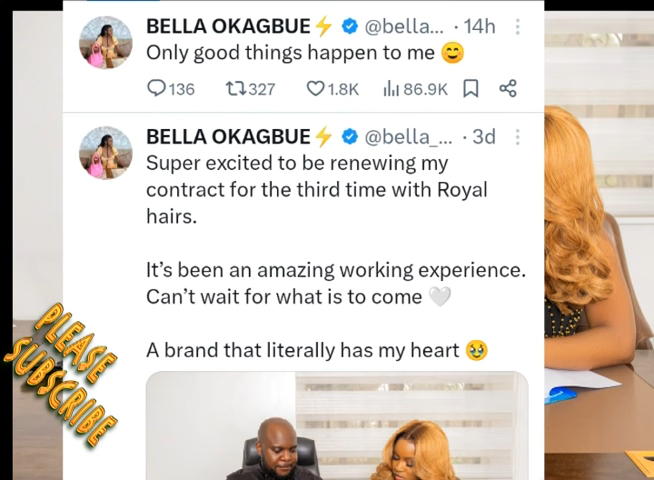 BELLA OKAGBUE⚡ @bella... · 14h
Only good things happen to me 😊
136 327 1.8K 86.9K
BELLA OKAGBUE⚡ @bella_... · 3d
Super excited to be renewing my
contract for the third time with Royal
hairs.
It’s been an amazing working experience.
Can’t wait for what is to come 🤍
A brand that literally has my heart 🥹
PLEASE
SUBSCRIBE